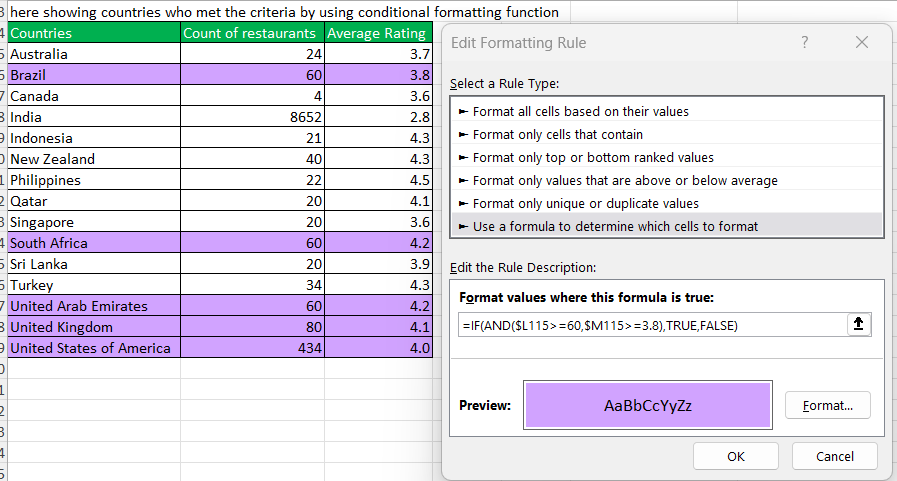 here showing countries who met the criteria by using conditional formatting function
Countries Count of restaurants Average Rating
Australia 24 3.7
Brazil 60 3.8
Canada 4 3.6
India 8652 2.8
Indonesia 21 4.3
New Zealand 40 4.3
Philippines 22 4.5
Qatar 20 4.1
Singapore 20 3.6
South Africa 60 4.2
Sri Lanka 20 3.9
Turkey 34 4.3
United Arab Emirates 60 4.2
United Kingdom 80 4.1
United States of America 434 4.0
Edit Formatting Rule ?
Select a Rule Type:
► Format all cells based on their values
► Format only cells that contain
► Format only top or bottom ranked values
► Format only values that are above or below average
► Format only unique or duplicate values
► Use a formula to determine which cells to format
Edit the Rule Description:
Format values where this formula is true:
=IF(AND($L115>=60,$M115>=3.8),TRUE,FALSE)
Preview: AaBbCcYyZz Format...
OK Cancel